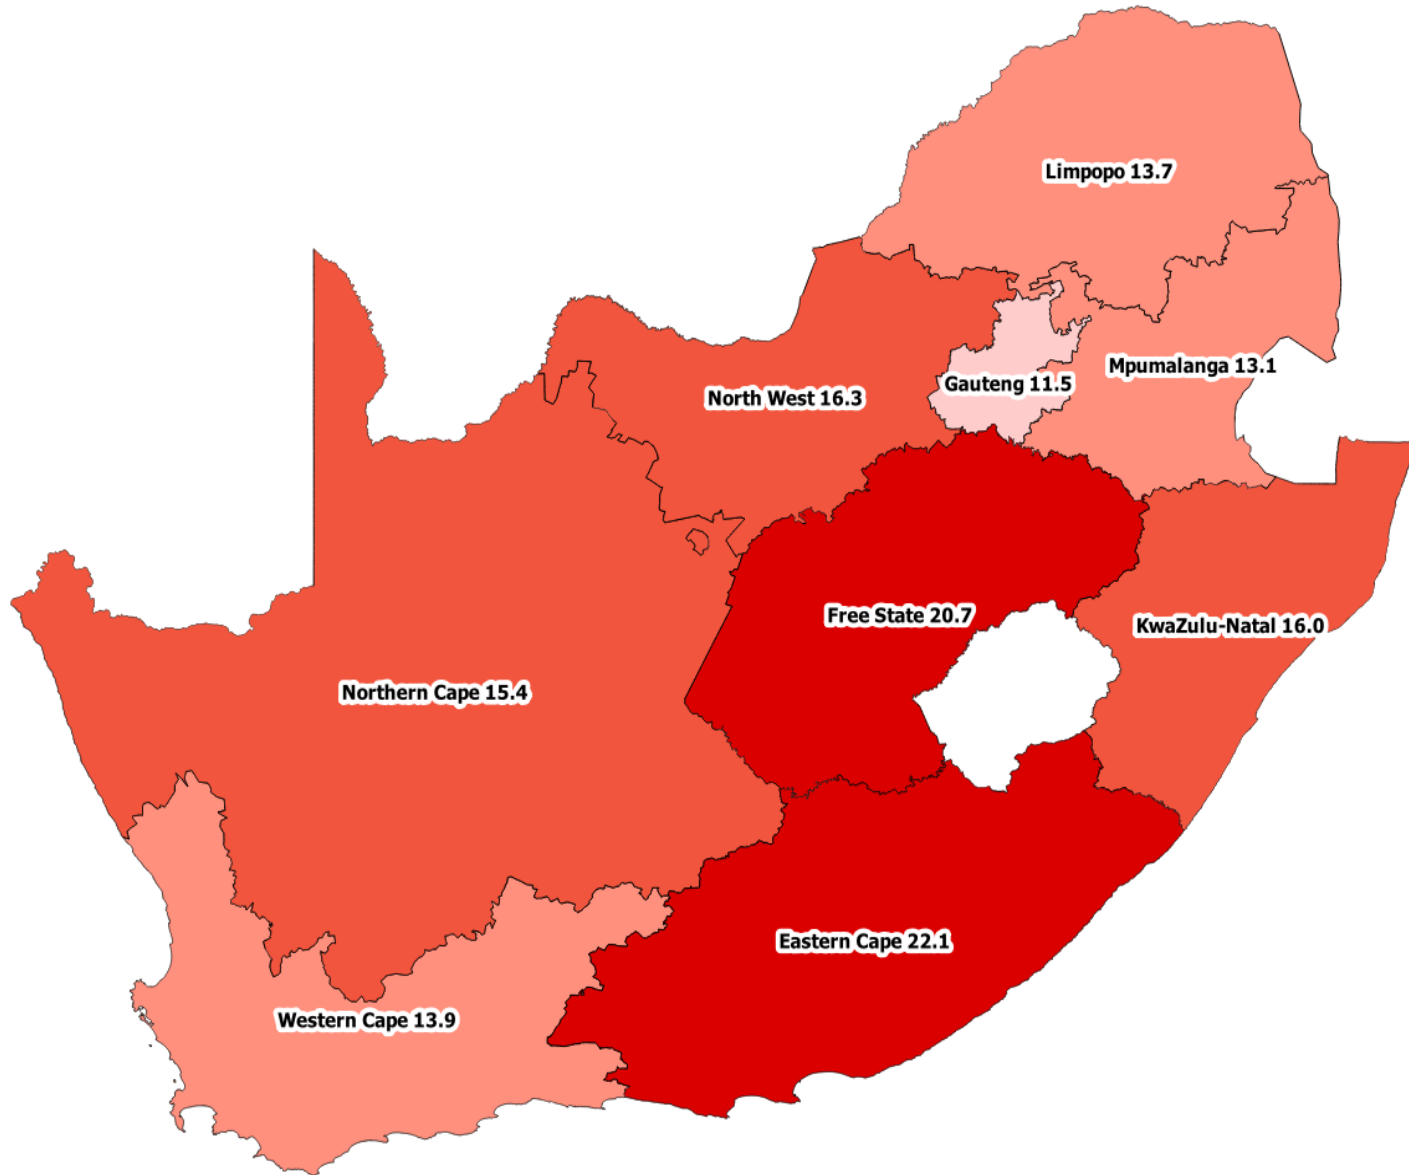 Limpopo 13.7
Mpumalanga 13.1
Gauteng 11.5
North West 16.3
Free State 20.7
KwaZulu-Natal 16.0
Northern Cape 15.4
Eastern Cape 22.1
Western Cape 13.9